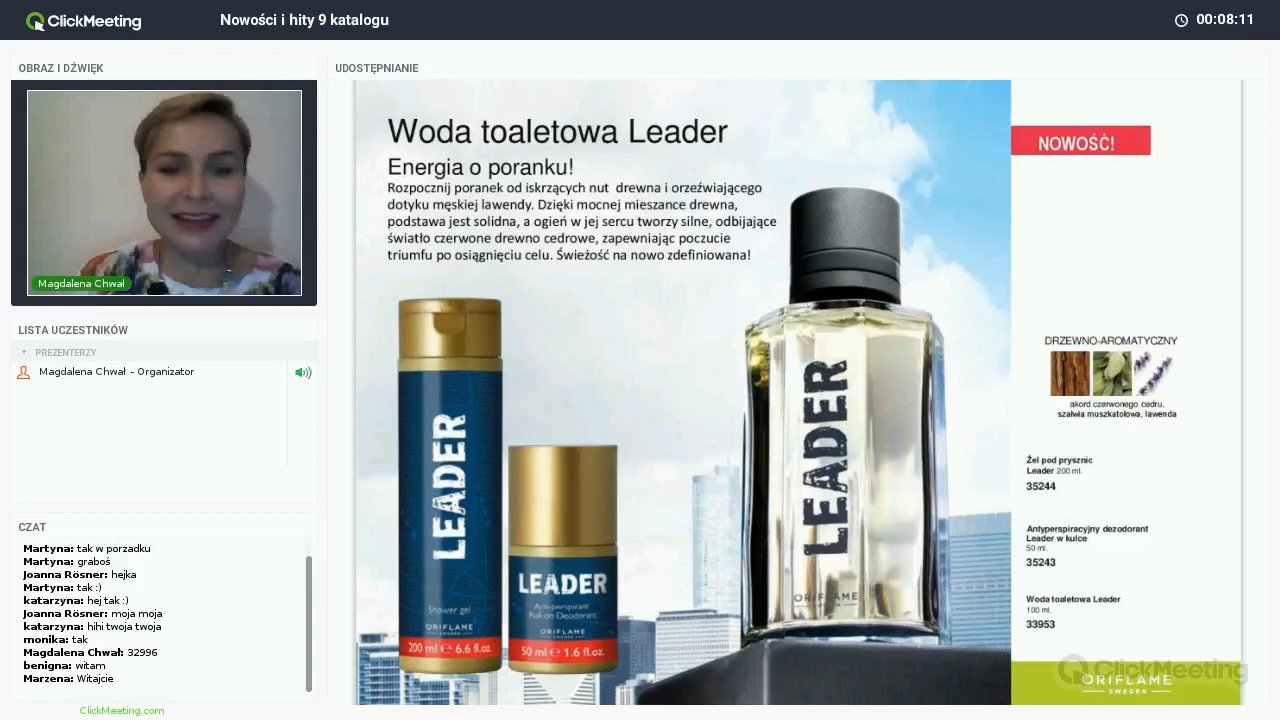 ClickMeeting
Nowości i hity 9 katalogu
00:08:11
OBRAZ I DŹWIĘK
Magdalena Chwał
LISTA UCZESTNIKÓW
PREZENTERZY
Magdalena Chwał - Organizator
CZAT
Martyna: tak w porzadku
Martyna: graboś
Joanna Rösner: hejka
Martyna: tak :)
katarzyna: hej tak :)
Joanna Rösner: moja moja
katarzyna: hihi twoja twoja
monika: tak
Magdalena Chwał: 32996
benigna: witam
Marzena: Witajcie
ClickMeeting.com
UDOSTĘPNIANIE
Woda toaletowa Leader
Energia o poranku!
Rozpocznij poranek od iskrzących nut drewna i orzeźwiającego
dotyku męskiej lawendy. Dzięki mocnej mieszance drewna,
podstawa jest solidna, a ogień w jej sercu tworzy silne, odbijające
światło czerwone drewno cedrowe, zapewniając poczucie
triumfu po osiągnięciu celu. Świeżość na nowo zdefiniowana!
LEADER
Shower gel
ORIFLAME
SWEDEN
200 ml ℮ 6.6 fl.oz.
LEADER
Anti-perspirant
Roll-on Deodorant
ORIFLAME
SWEDEN
50 ml ℮ 1.6 fl.oz.
LEADER
ORIFLAME
NOWOŚĆ!
DRZEWNO-AROMATYCZNY
akord czerwonego cedru,
szałwia muszkatołowa, lawenda
Żel pod prysznic
Leader 200 ml.
35244
Antyperspiracyjny dezodorant
Leader w kulce
50 ml.
35243
Woda toaletowa Leader
100 ml.
33953
ClickMeeting
ORIFLAME
SWEDEN